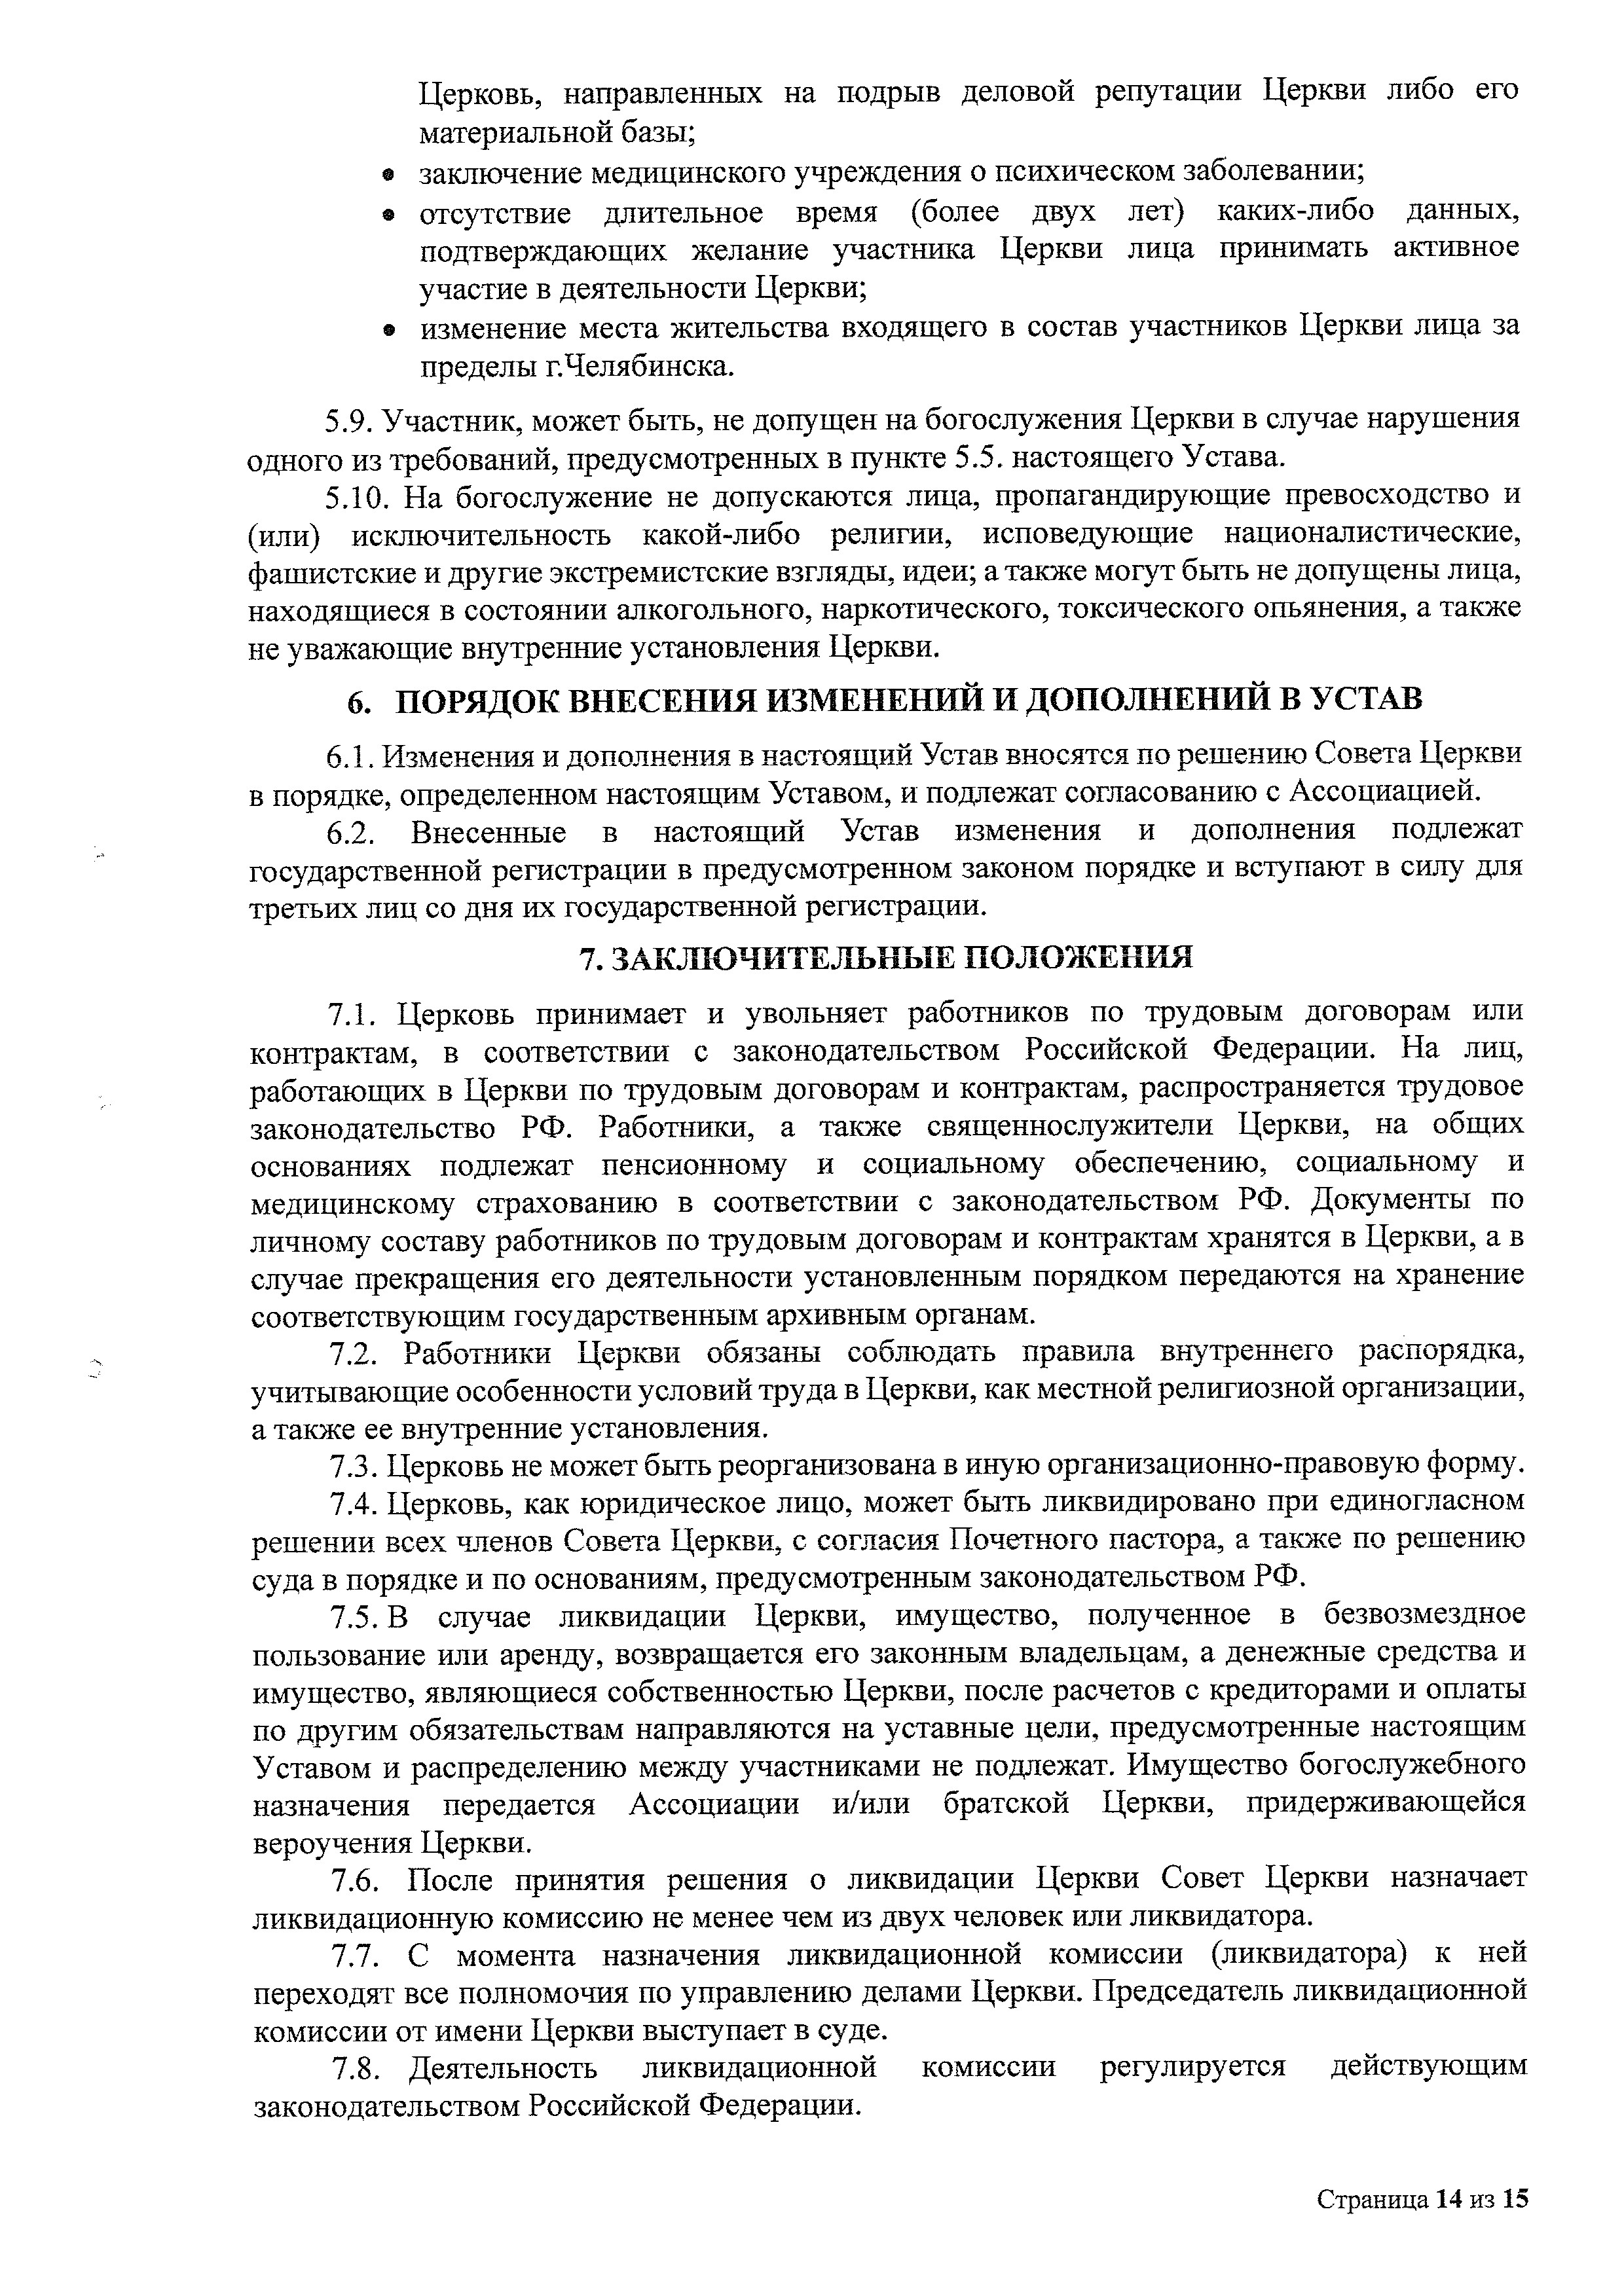 Церковь, направленных на подрыв деловой репутации Церкви либо его
материальной базы;
• заключение медицинского учреждения о психическом заболевании;
• отсутствие длительное время (более двух лет) каких-либо данных,
подтверждающих желание участника Церкви лица принимать активное
участие в деятельности Церкви;
• изменение места жительства входящего в состав участников Церкви лица за
пределы г.Челябинска.
5.9. Участник, может быть, не допущен на богослужения Церкви в случае нарушения
одного из требований, предусмотренных в пункте 5.5. настоящего Устава.
5.10. На богослужение не допускаются лица, пропагандирующие превосходство и
(или) исключительность какой-либо религии, исповедующие националистические,
фашистские и другие экстремистские взгляды, идеи; а также могут быть не допущены лица,
находящиеся в состоянии алкогольного, наркотического, токсического опьянения, а также
не уважающие внутренние установления Церкви.
6. ПОРЯДОК ВНЕСЕНИЯ ИЗМЕНЕНИЙ И ДОПОЛНЕНИЙ В УСТАВ
6.1. Изменения и дополнения в настоящий Устав вносятся по решению Совета Церкви
в порядке, определенном настоящим Уставом, и подлежат согласованию с Ассоциацией.
6.2. Внесенные в настоящий Устав изменения и дополнения подлежат
государственной регистрации в предусмотренном законом порядке и вступают в силу для
третьих лиц со дня их государственной регистрации.
7. ЗАКЛЮЧИТЕЛЬНЫЕ ПОЛОЖЕНИЯ
7.1. Церковь принимает и увольняет работников по трудовым договорам или
контрактам, в соответствии с законодательством Российской Федерации. На лиц,
работающих в Церкви по трудовым договорам и контрактам, распространяется трудовое
законодательство РФ. Работники, а также священнослужители Церкви, на общих
основаниях подлежат пенсионному и социальному обеспечению, социальному и
медицинскому страхованию в соответствии с законодательством РФ. Документы по
личному составу работников по трудовым договорам и контрактам хранятся в Церкви, а в
случае прекращения его деятельности установленным порядком передаются на хранение
соответствующим государственным архивным органам.
7.2. Работники Церкви обязаны соблюдать правила внутреннего распорядка,
учитывающие особенности условий труда в Церкви, как местной религиозной организации,
а также ее внутренние установления.
7.3. Церковь не может быть реорганизована в иную организационно-правовую форму.
7.4. Церковь, как юридическое лицо, может быть ликвидировано при единогласном
решении всех членов Совета Церкви, с согласия Почетного пастора, а также по решению
суда в порядке и по основаниям, предусмотренным законодательством РФ.
7.5. В случае ликвидации Церкви, имущество, полученное в безвозмездное
пользование или аренду, возвращается его законным владельцам, а денежные средства и
имущество, являющиеся собственностью Церкви, после расчетов с кредиторами и оплаты
по другим обязательствам направляются на уставные цели, предусмотренные настоящим
Уставом и распределению между участниками не подлежат. Имущество богослужебного
назначения передается Ассоциации и/или братской Церкви, придерживающейся
вероучения Церкви.
7.6. После принятия решения о ликвидации Церкви Совет Церкви назначает
ликвидационную комиссию не менее чем из двух человек или ликвидатора.
7.7. С момента назначения ликвидационной комиссии (ликвидатора) к ней
переходят все полномочия по управлению делами Церкви. Председатель ликвидационной
комиссии от имени Церкви выступает в суде.
7.8. Деятельность ликвидационной комиссии регулируется действующим
законодательством Российской Федерации.
Страница 14 из 15